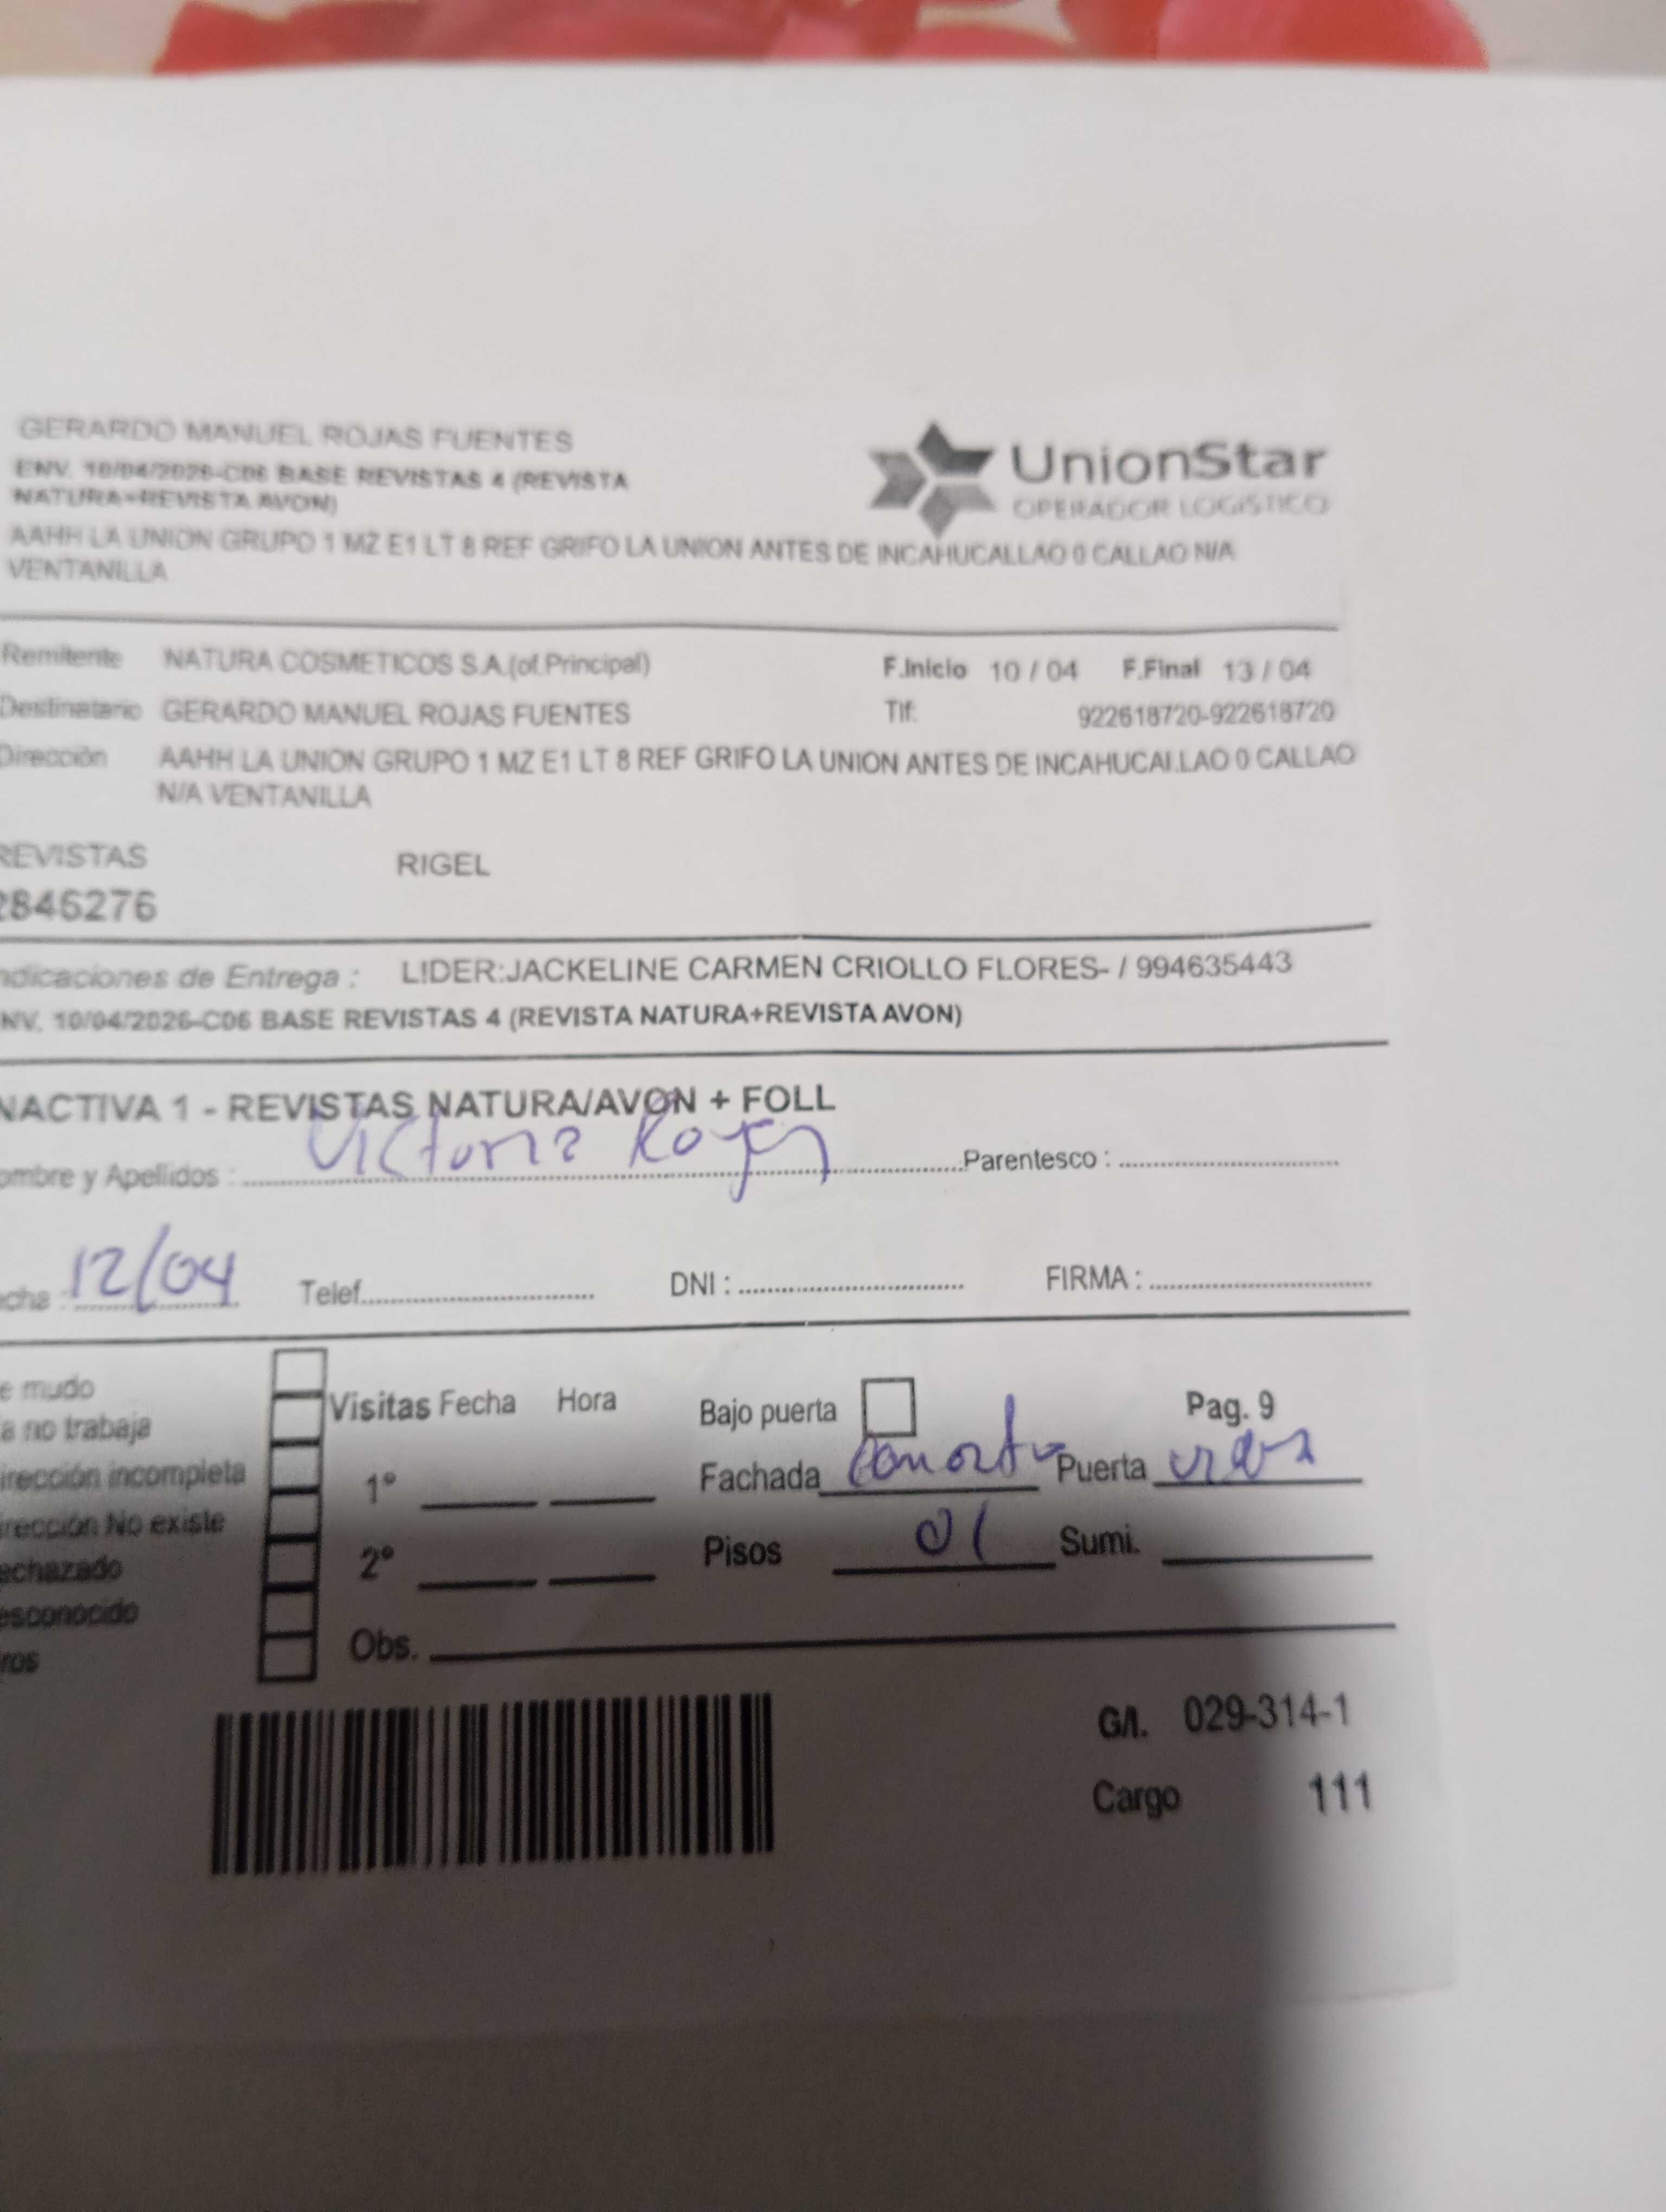 GERARDO MANUEL ROJAS FUENTES
ENV. 10/04/2026-C06 BASE REVISTAS 4 (REVISTA
NATURA+REVISTA AVON)
UnionStar
OPERADOR LOGISTICO
AAHH LA UNION GRUPO 1 MZ E1 LT 8 REF GRIFO LA UNION ANTES DE INCAHUCALLAO 0 CALLAO N/A
VENTANILLA
Remitente NATURA COSMETICOS S.A.(of.Principal) F.Inicio 10 / 04 F.Final 13 / 04
Destinatario GERARDO MANUEL ROJAS FUENTES Tlf: 922618720-922618720
Dirección AAHH LA UNION GRUPO 1 MZ E1 LT 8 REF GRIFO LA UNION ANTES DE INCAHUCALLAO 0 CALLAO
N/A VENTANILLA
REVISTAS RIGEL
2846276
ndicaciones de Entrega : LIDER:JACKELINE CARMEN CRIOLLO FLORES- / 994635443
NV. 10/04/2026-C06 BASE REVISTAS 4 (REVISTA NATURA+REVISTA AVON)
NACTIVA 1 - REVISTAS NATURA/AVON + FOLL
ombre y Apellidos : Victoria Parentesco :
cha : 12/04 Telef. DNI : FIRMA :
e mudo
a no trabaja
irección incompleta
irección No existe
echazado
esconocido
ros
Visitas Fecha Hora
1º
2º
Obs.
Bajo puerta Pag. 9
Fachada Puerta
Pisos 01 Sumi.
G/I. 029-314-1
Cargo 111